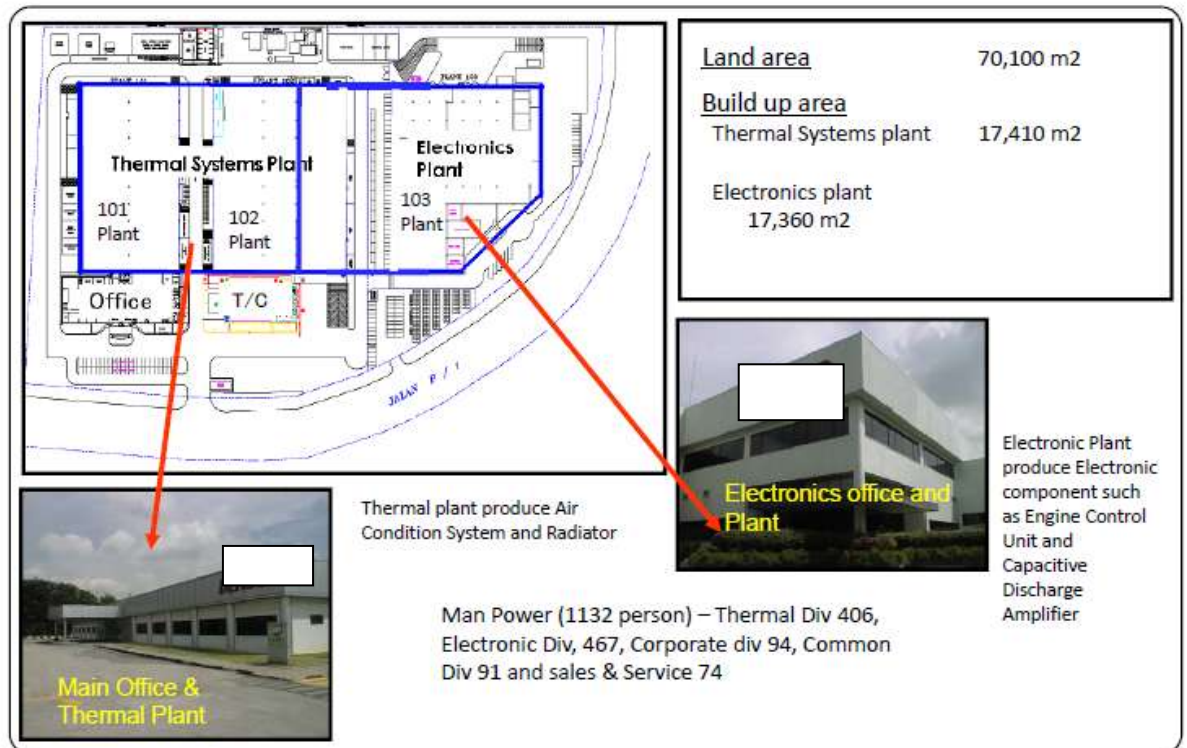 PLANT 103
Thermal Systems Plant
Electronics
Plant
101
Plant
102
Plant
103
Plant
Office
T/C
JALAN P / 1
Land area 70,100 m2
Build up area
Thermal Systems plant 17,410 m2
Electronics plant
17,360 m2
Electronics office and
Plant
Electronic Plant
produce Electronic
component such
as Engine Control
Unit and
Capacitive
Discharge
Amplifier
Thermal plant produce Air
Condition System and Radiator
Main Office &
Thermal Plant
Man Power (1132 person) – Thermal Div 406,
Electronic Div, 467, Corporate div 94, Common
Div 91 and sales & Service 74